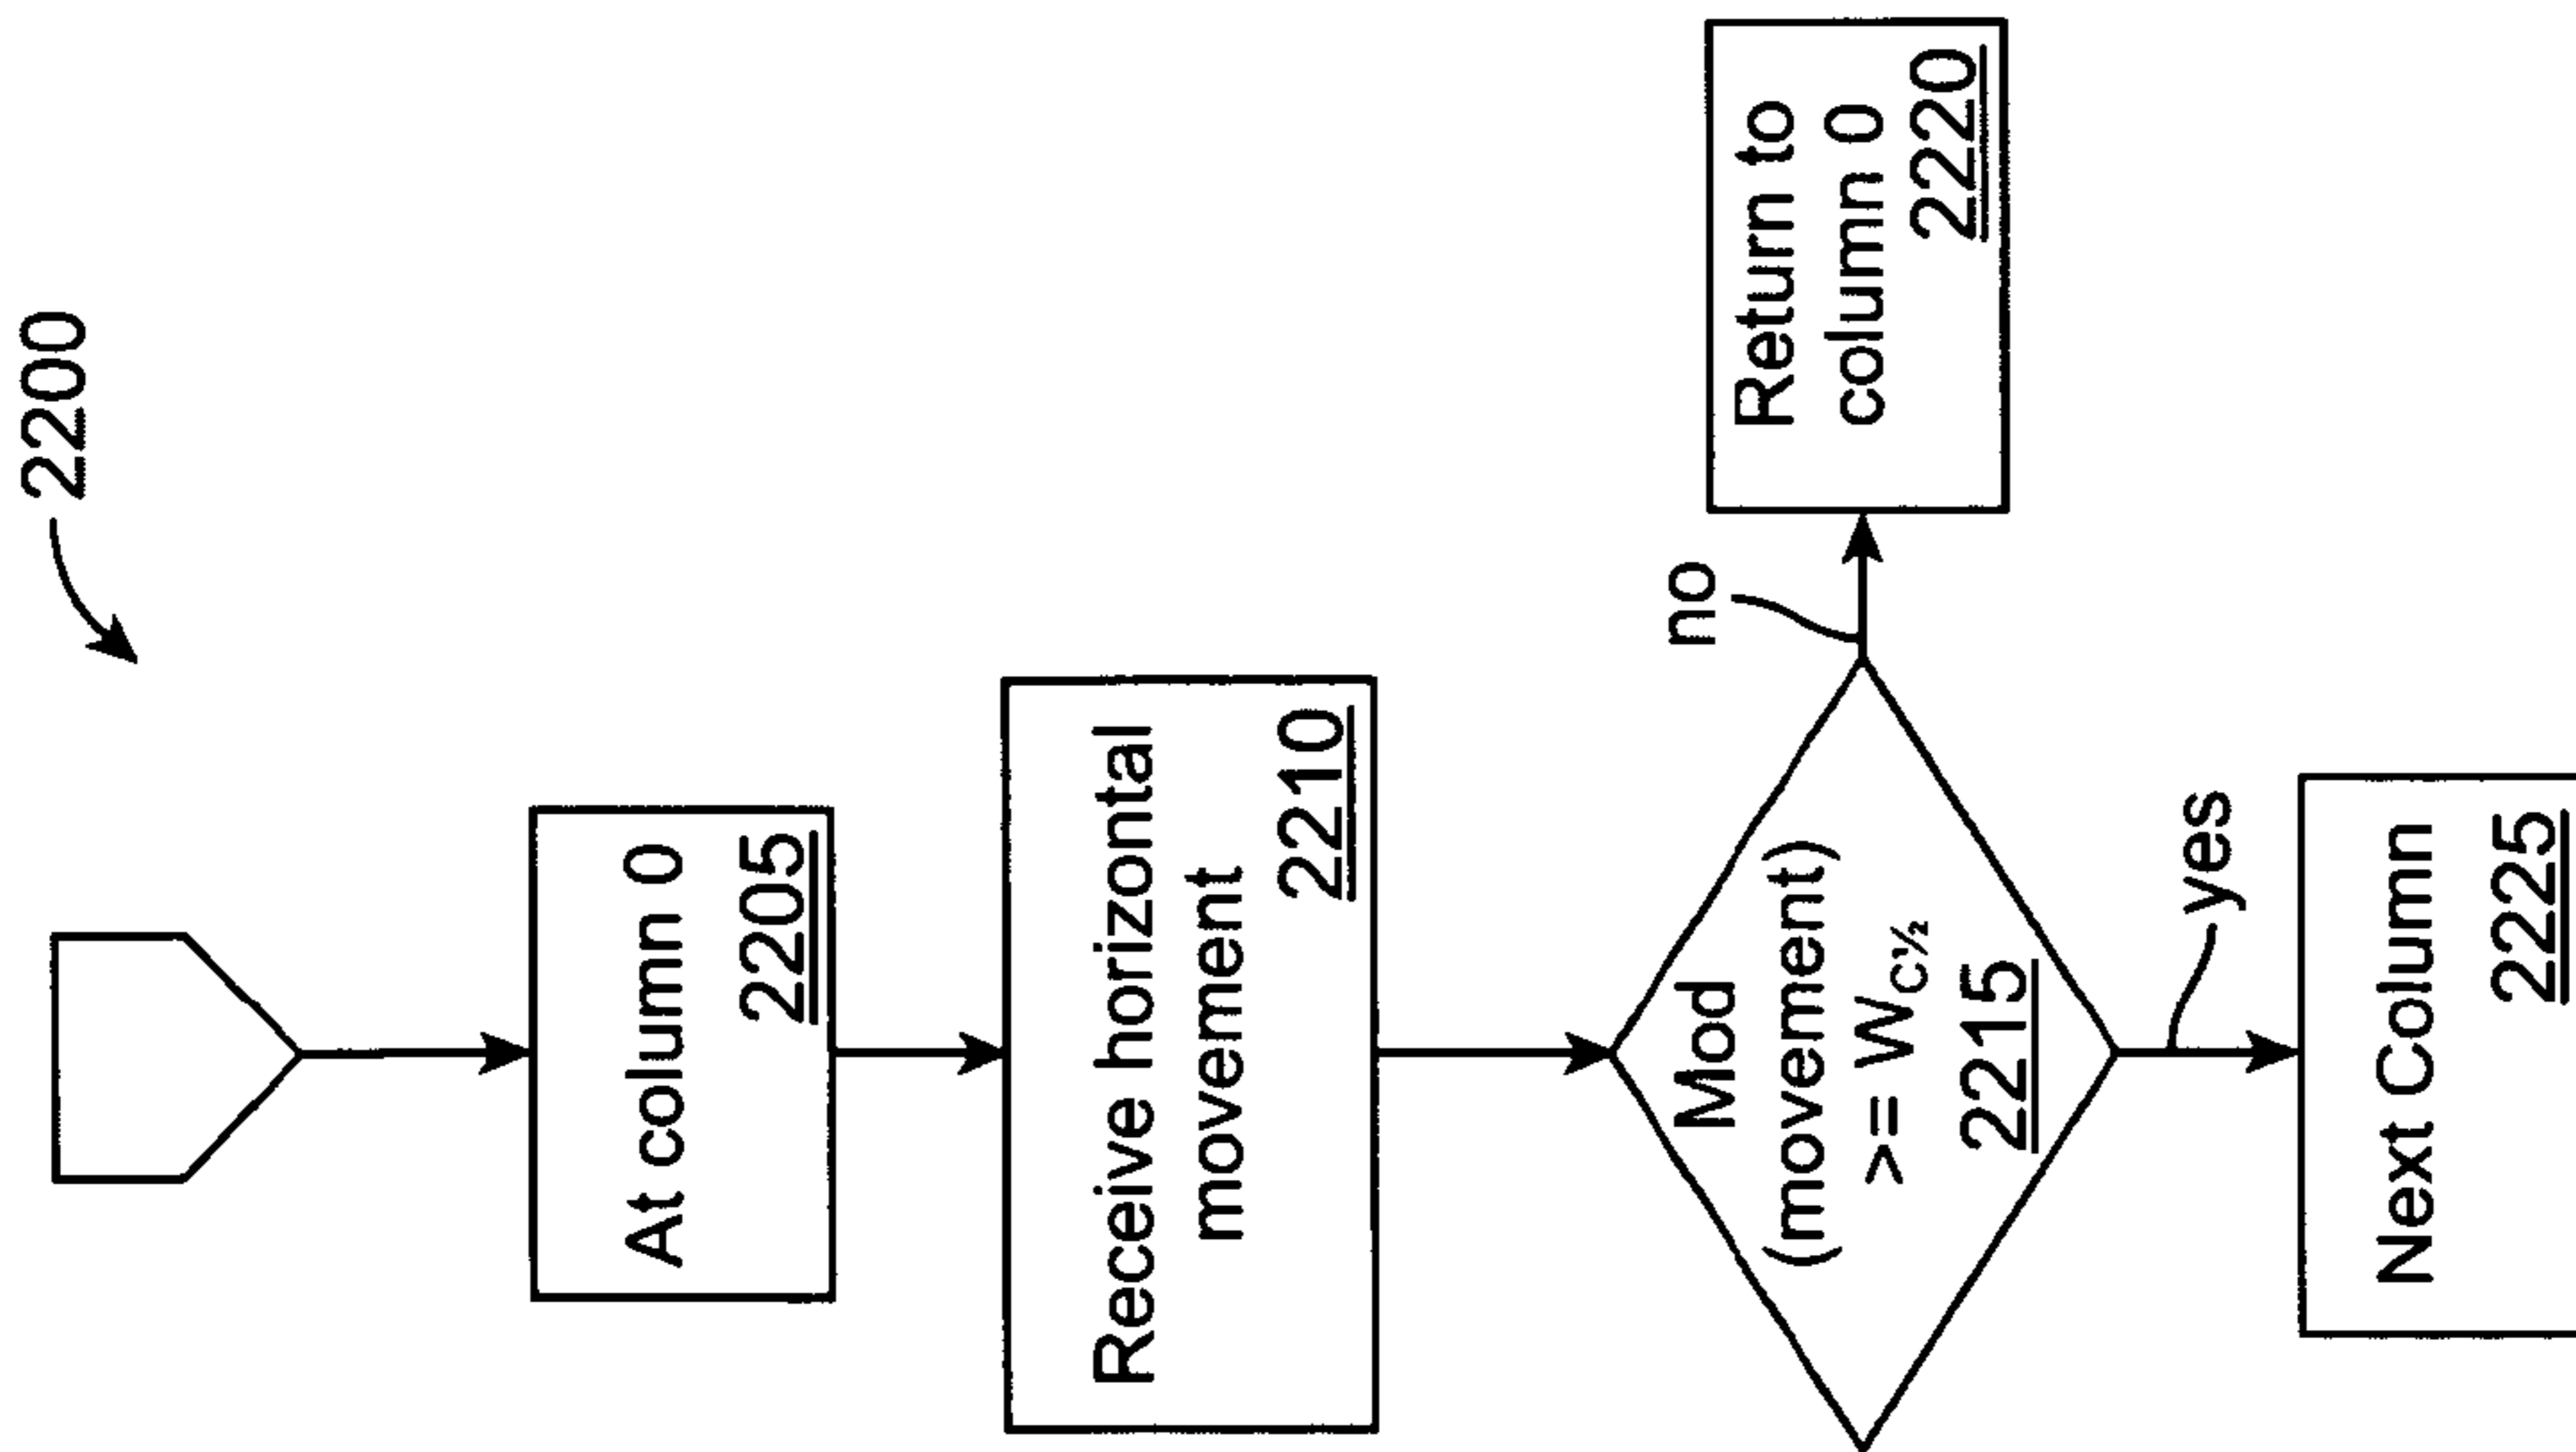 2200
At column 0
2205
Receive horizontal
movement
2210
Mod
(movement)
>= WC½
2215
no
Return to
column 0
2220
yes
Next Column
2225